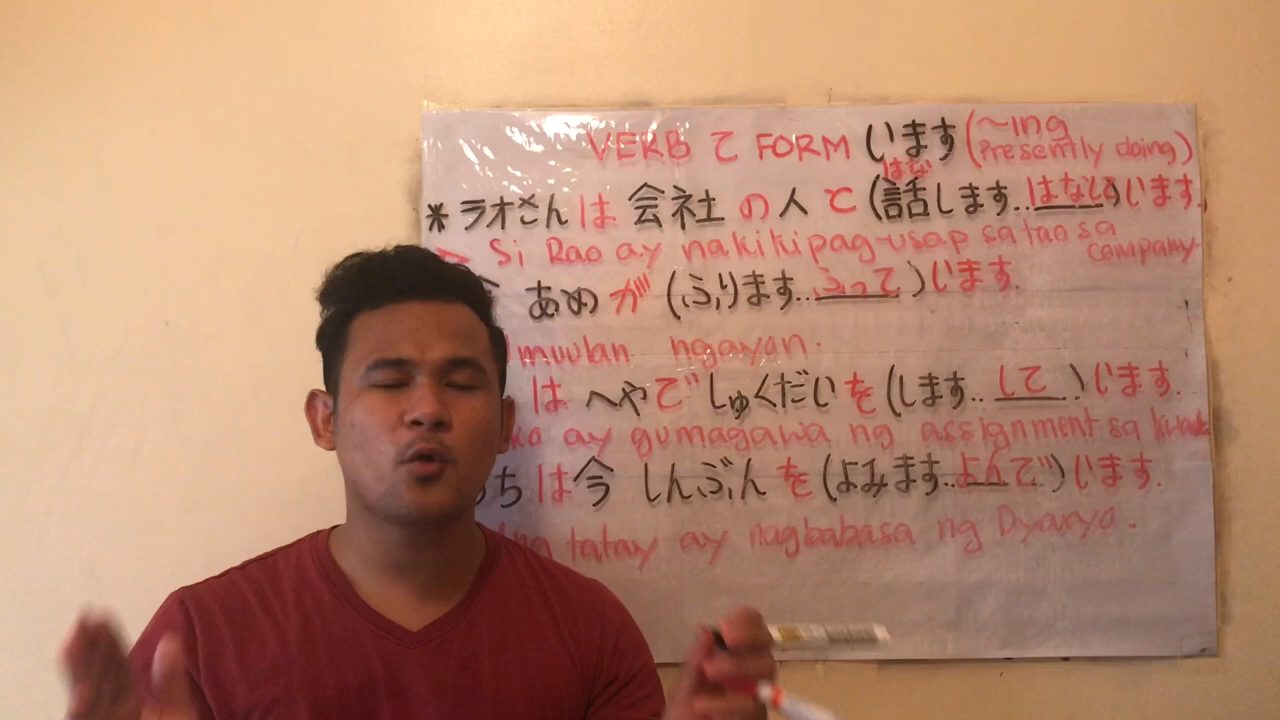 VERB て FORM います (~ing Presently doing)
はな
* ラオさん は 会社 の 人 と (話します.. はなして) います.
Si Rao ay nakikipag-usap sa tao sa company.
あめ が (ふります.. ふって) います.
muulan ngayon.
は へや で しゅくだい を (します.. して) います.
ka ay gumagawa ng assignment sa
ち は 今 しんぶん を (よみます.. よんで) います.
tatay ay nagbabasa ng Dyaryo.